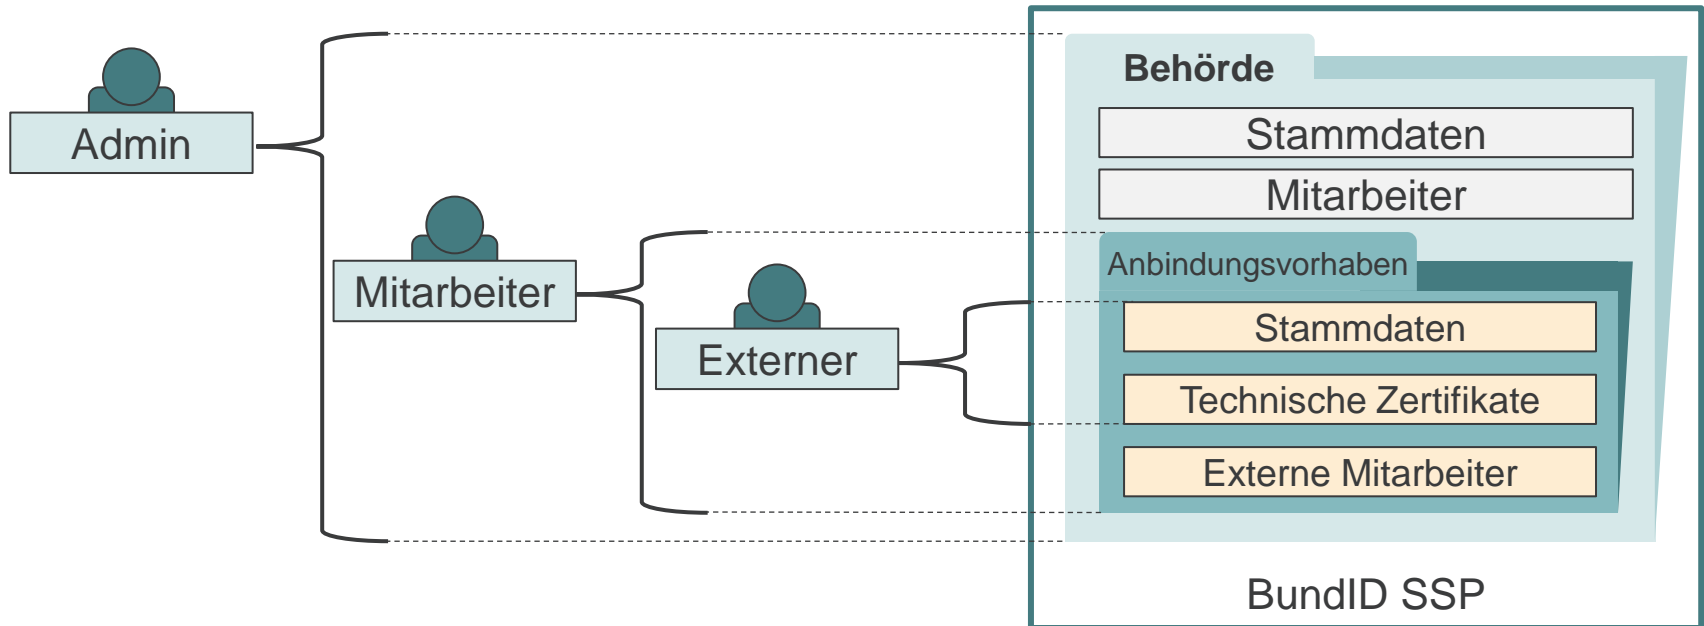 Admin
Mitarbeiter
Externer
Behörde
Stammdaten
Mitarbeiter
Anbindungsvorhaben
Stammdaten
Technische Zertifikate
Externe Mitarbeiter
BundID SSP